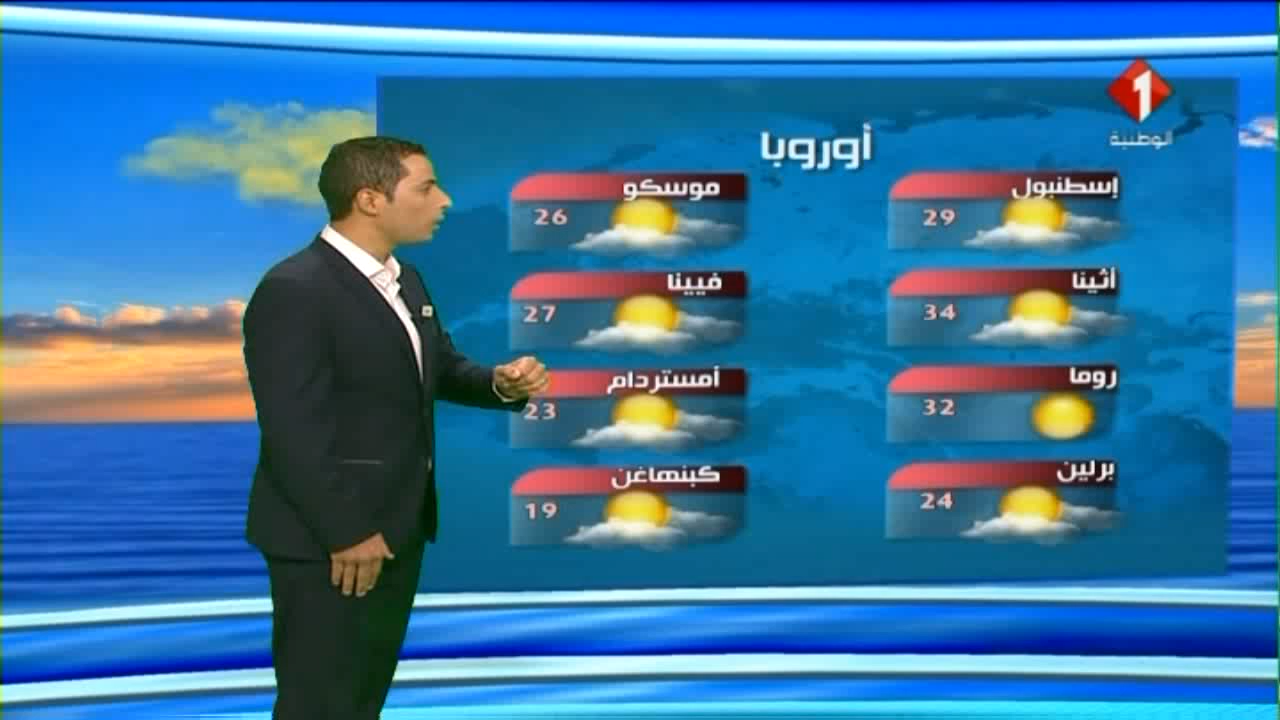 1
الوطنية
أوروبا
إسطنبول
29
موسكو
26
أثينا
34
فيينا
27
روما
32
أمستردام
23
برلين
24
كبنهاغن
19